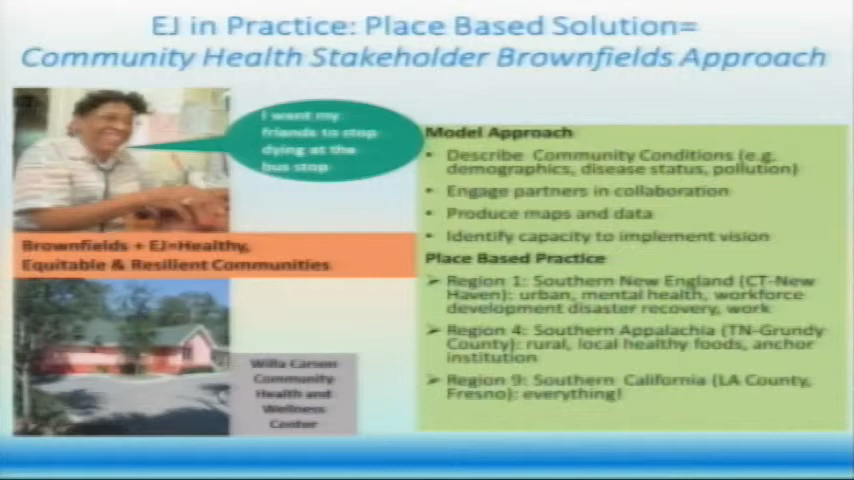 EJ in Practice: Place Based Solution=
Community Health Stakeholder Brownfields Approach
I want my
friends to stop
dying at the
bus stop
Brownfields + EJ=Healthy,
Equitable & Resilient Communities
Willa Carson
Community
Health and
Wellness
Center
Model Approach
• Describe Community Conditions (e.g.
demographics, disease status, pollution)
• Engage partners in collaboration
• Produce maps and data
• Identify capacity to implement vision
Place Based Practice
➢ Region 1: Southern New England (CT-New
Haven): urban, mental health, workforce
development disaster recovery, work
➢ Region 4: Southern Appalachia (TN-Grundy
County): rural, local healthy foods, anchor
institution
➢ Region 9: Southern California (LA County,
Fresno): everything!